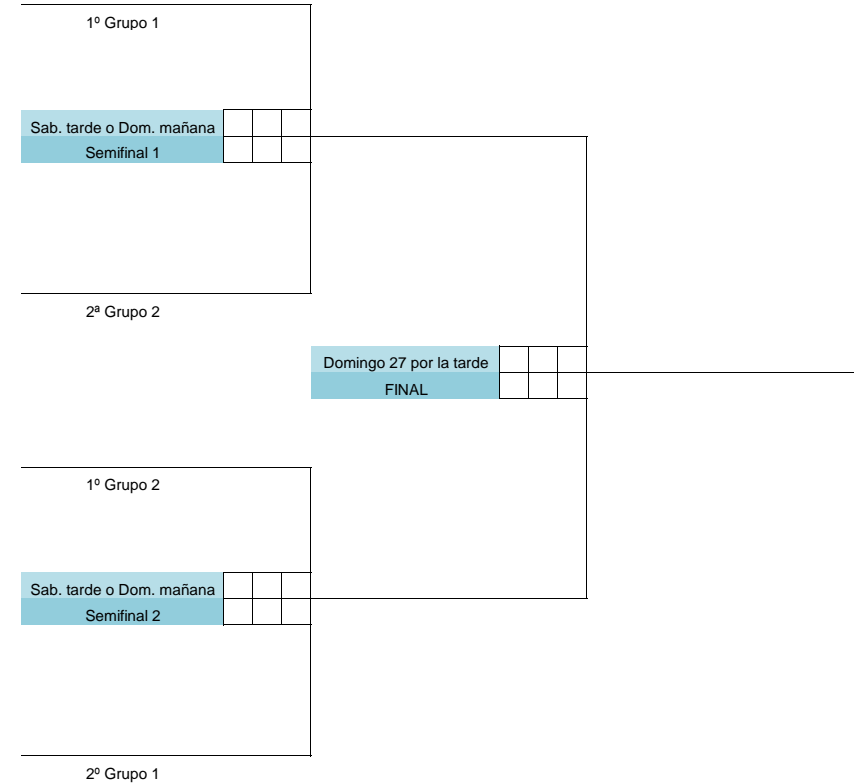 1º Grupo 1
Sab. tarde o Dom. mañana
Semifinal 1
2ª Grupo 2
Domingo 27 por la tarde
FINAL
1º Grupo 2
Sab. tarde o Dom. mañana
Semifinal 2
2º Grupo 1